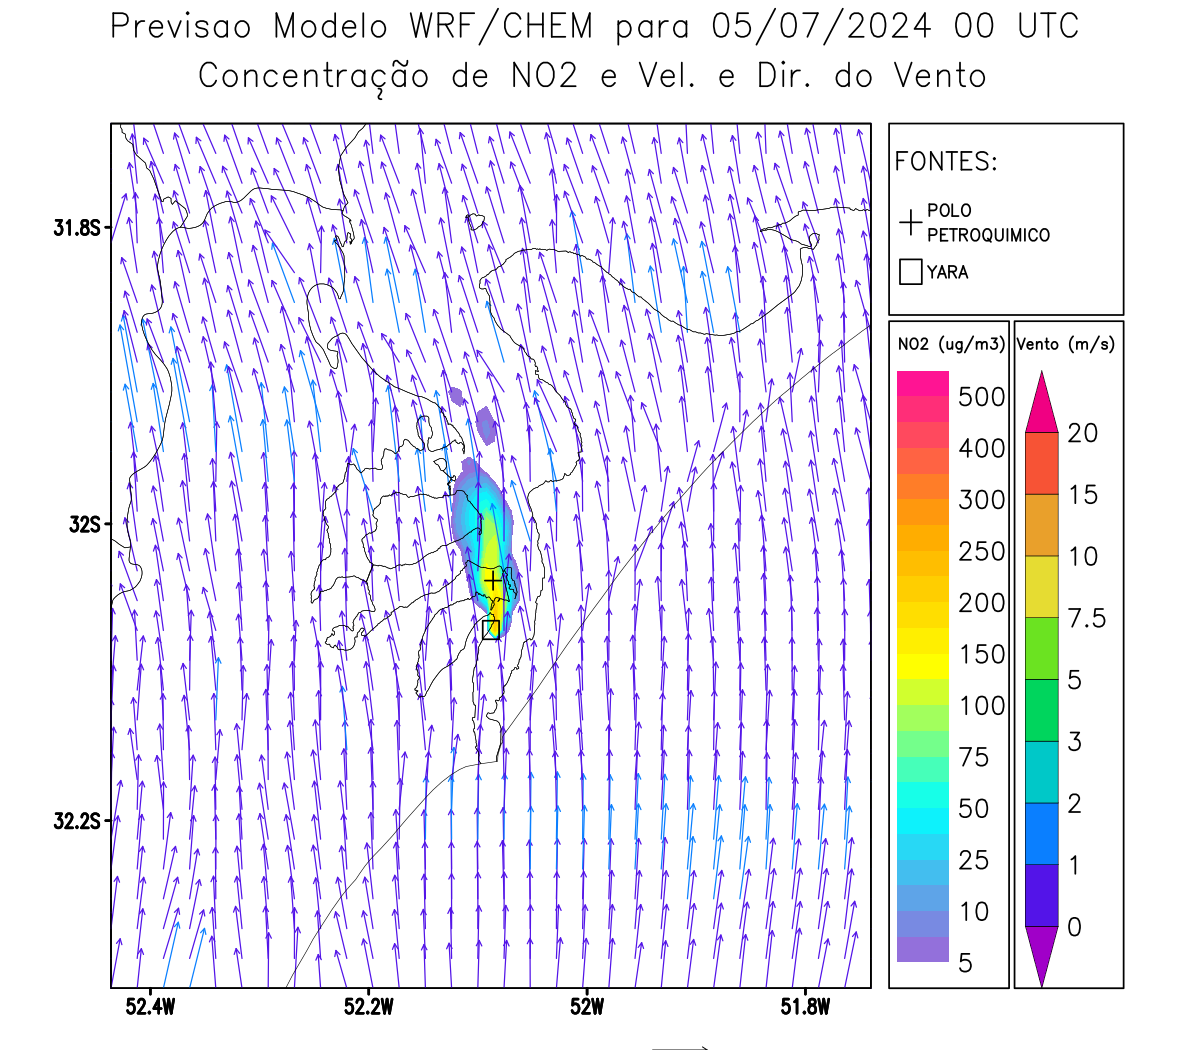 Previsao Modelo WRF/CHEM para 05/07/2024 00 UTC
Concentração de NO2 e Vel. e Dir. do Vento
FONTES:
POLO
PETROQUIMICO
YARA
31.8S
32S
32.2S
52.4W
52.2W
52W
51.8W
NO2 (ug/m3)
500
400
300
250
200
150
100
75
50
25
10
5
Vento (m/s)
20
15
10
7.5
5
3
2
1
0